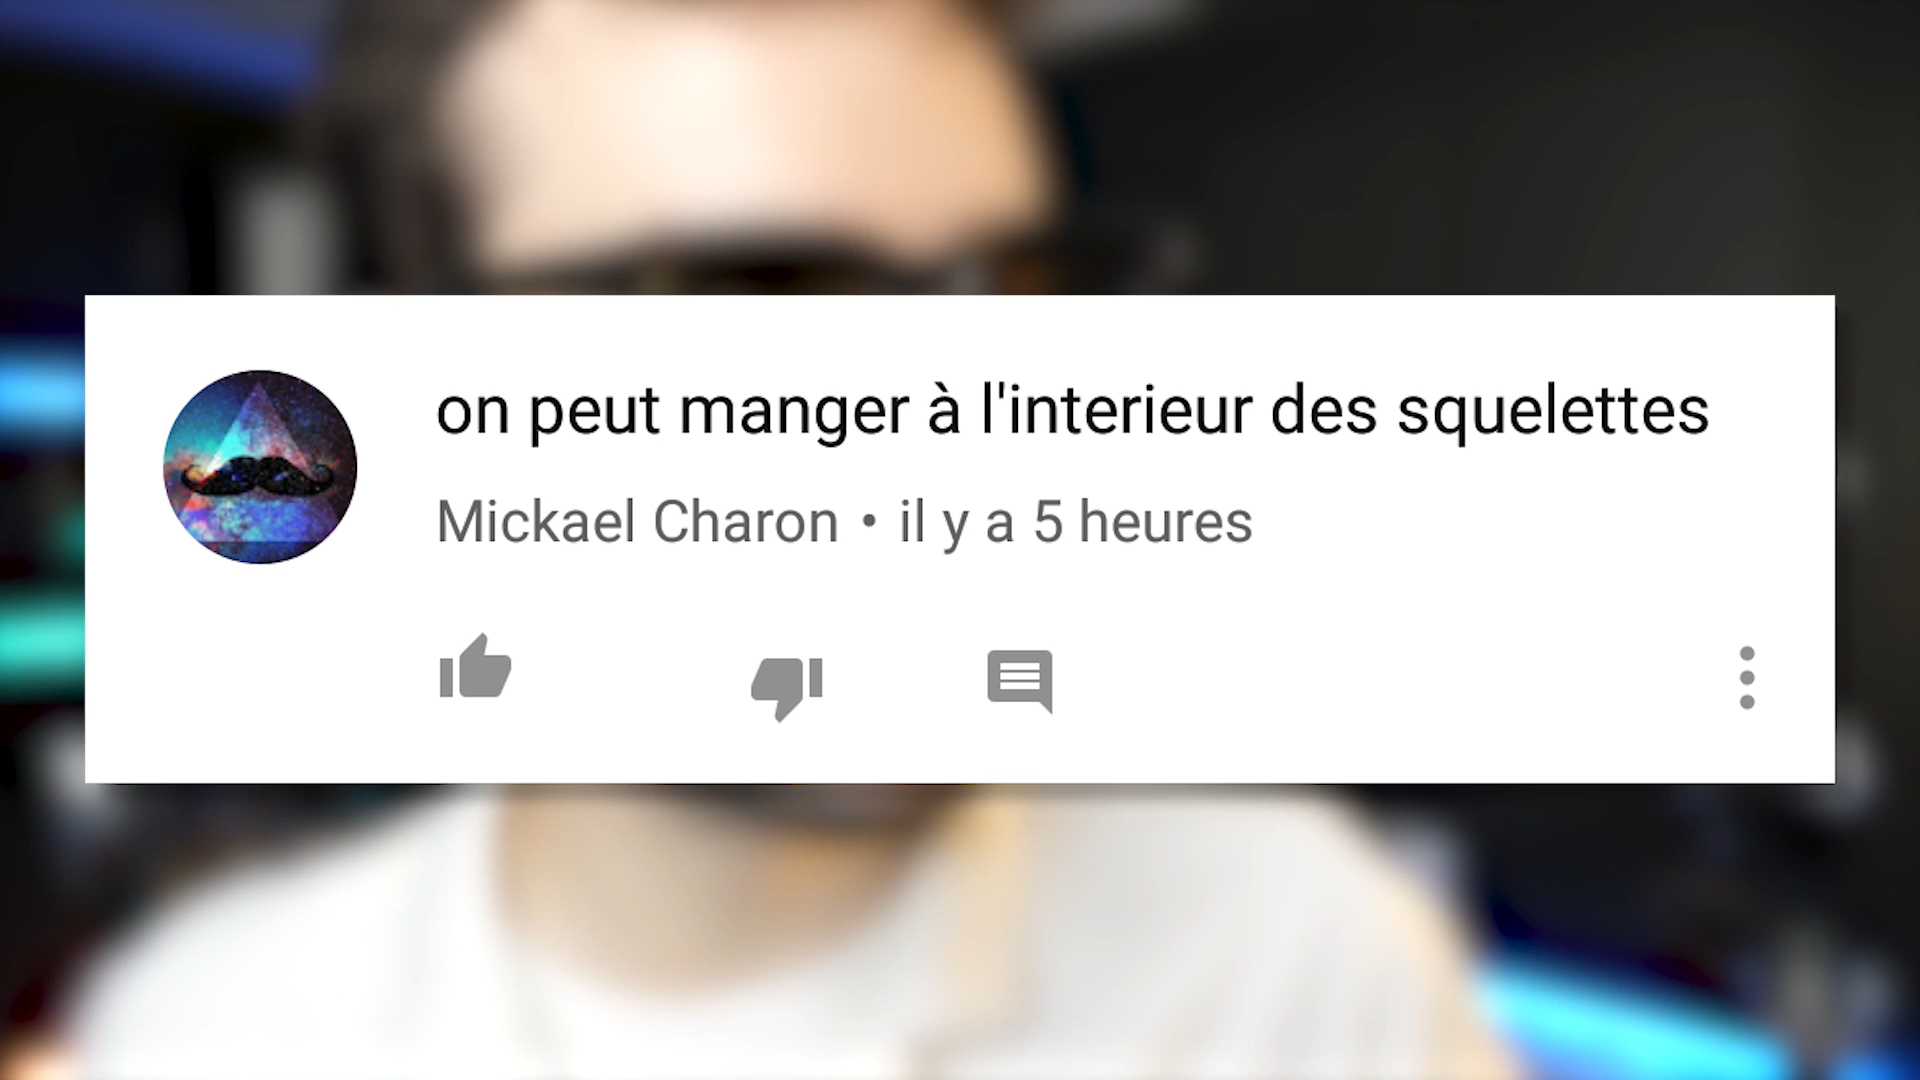 on peut manger à l'interieur des squelettes
Mickael Charon • il y a 5 heures